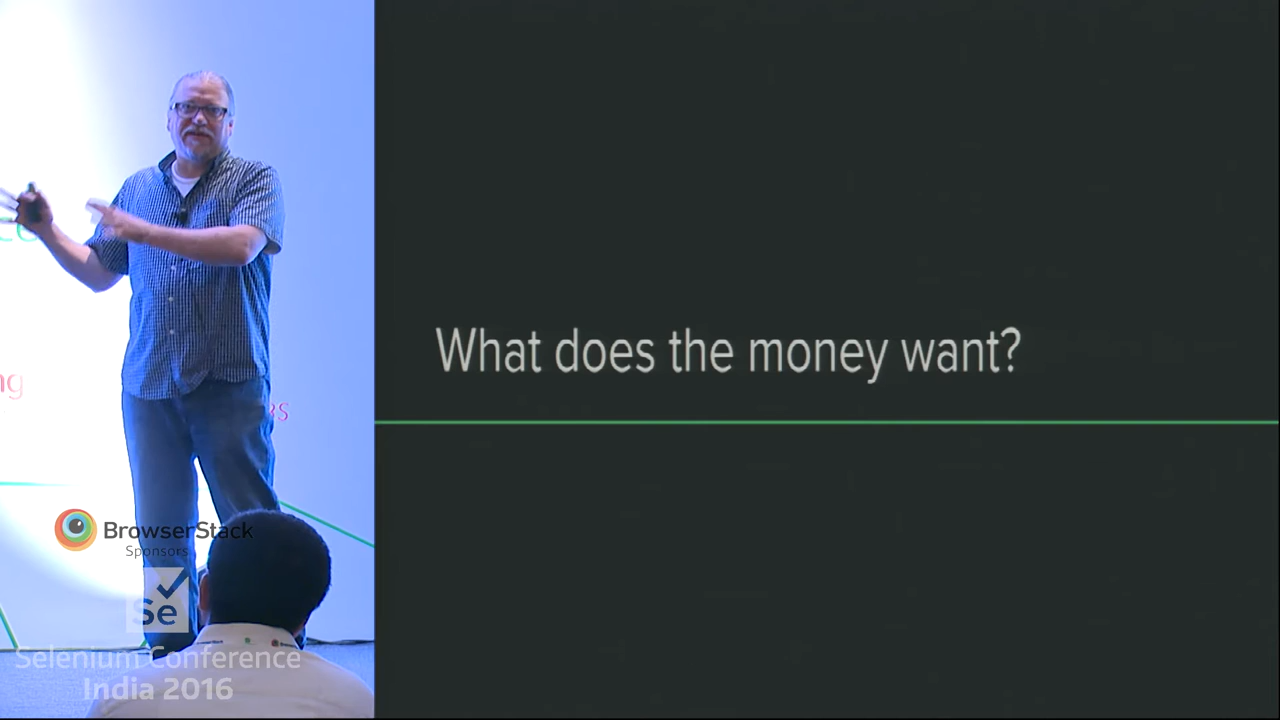 What does the money want?
BrowserStack
Sponsors
Se
Selenium Conference
India 2016